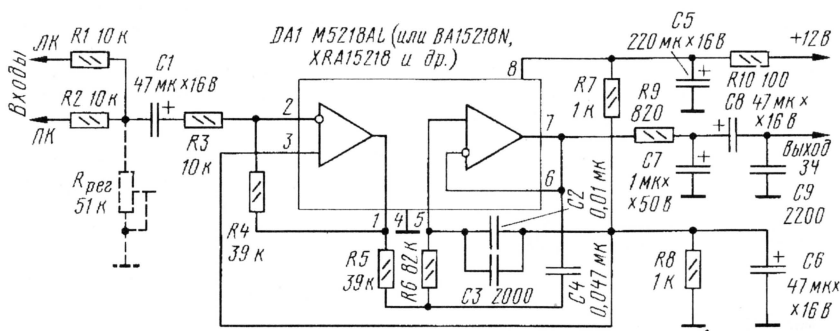 DA1 M5218AL (или BA15218N,
XRA15218 и др.)
Входы
ЛК
ПК
R1 10 к
R2 10 к
C1
47 мк × 16 В
R3
10 к
Rрег
51 к
R4
39 к
2
3
1
4
5
6
7
8
R5
39 к
R6 82 к
C2
0,01 мк
C3 2000
C4
0,047 мк
R7
1 к
C5
220 мк × 16 В
R10 100
+12 В
R9
820
C8 47 мк ×
× 16 В
C7
1 мк ×
× 50 В
Выход
ЗЧ
C9
2200
R8
1 к
C6
47 мк ×
× 16 В